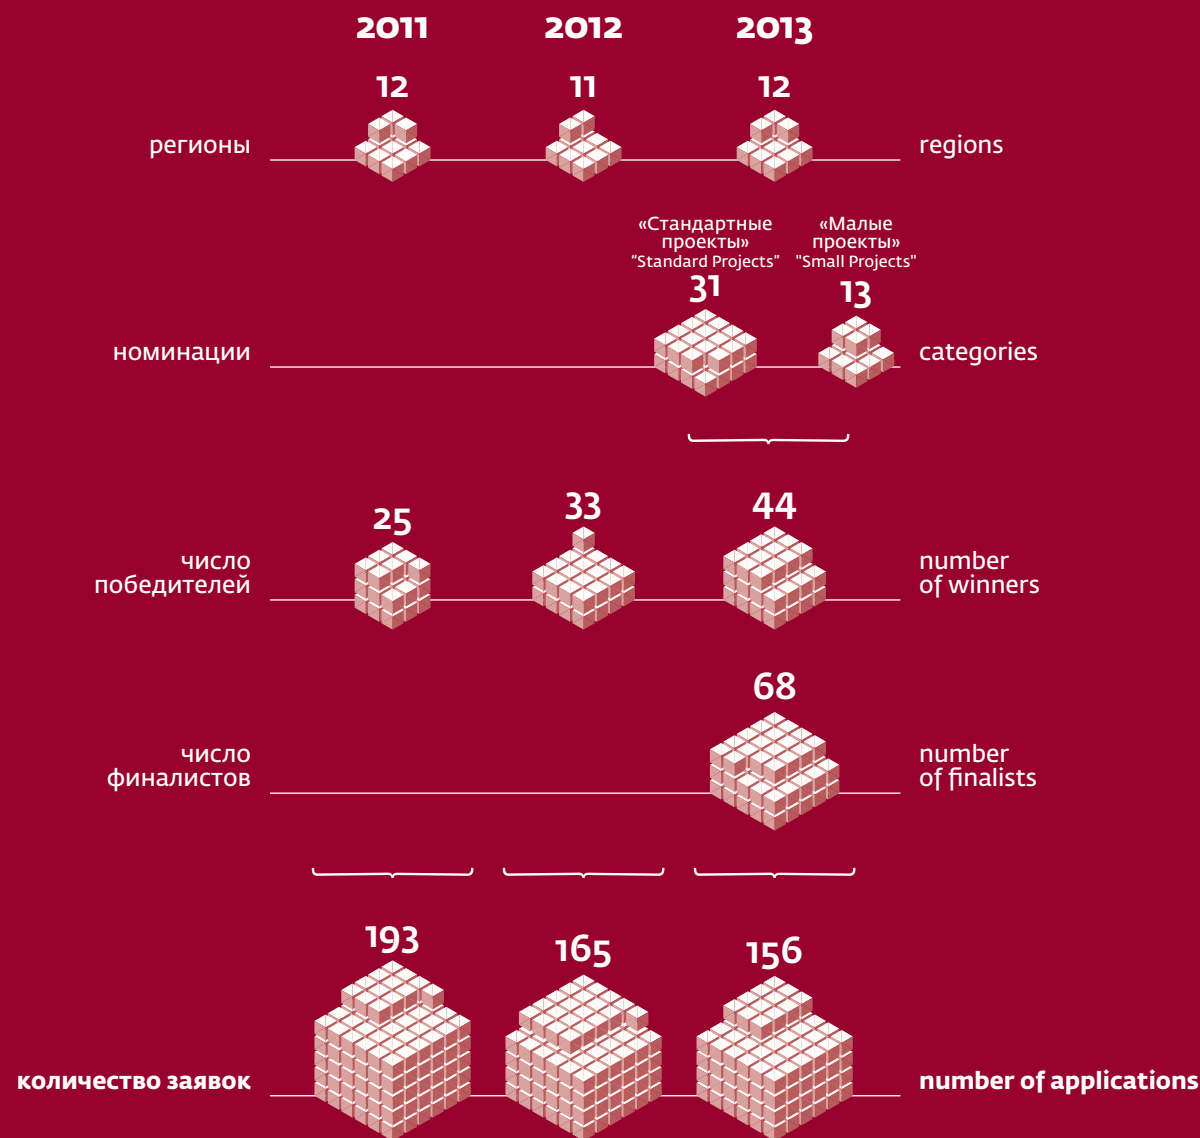 2011 2012 2013
12 11 12
регионы regions
«Стандартные
проекты»
“Standard Projects”
31
«Малые
проекты»
"Small Projects"
13
номинации categories
25 33 44
число
победителей
number
of winners
68
число
финалистов
number
of finalists
193 165 156
количество заявок number of applications